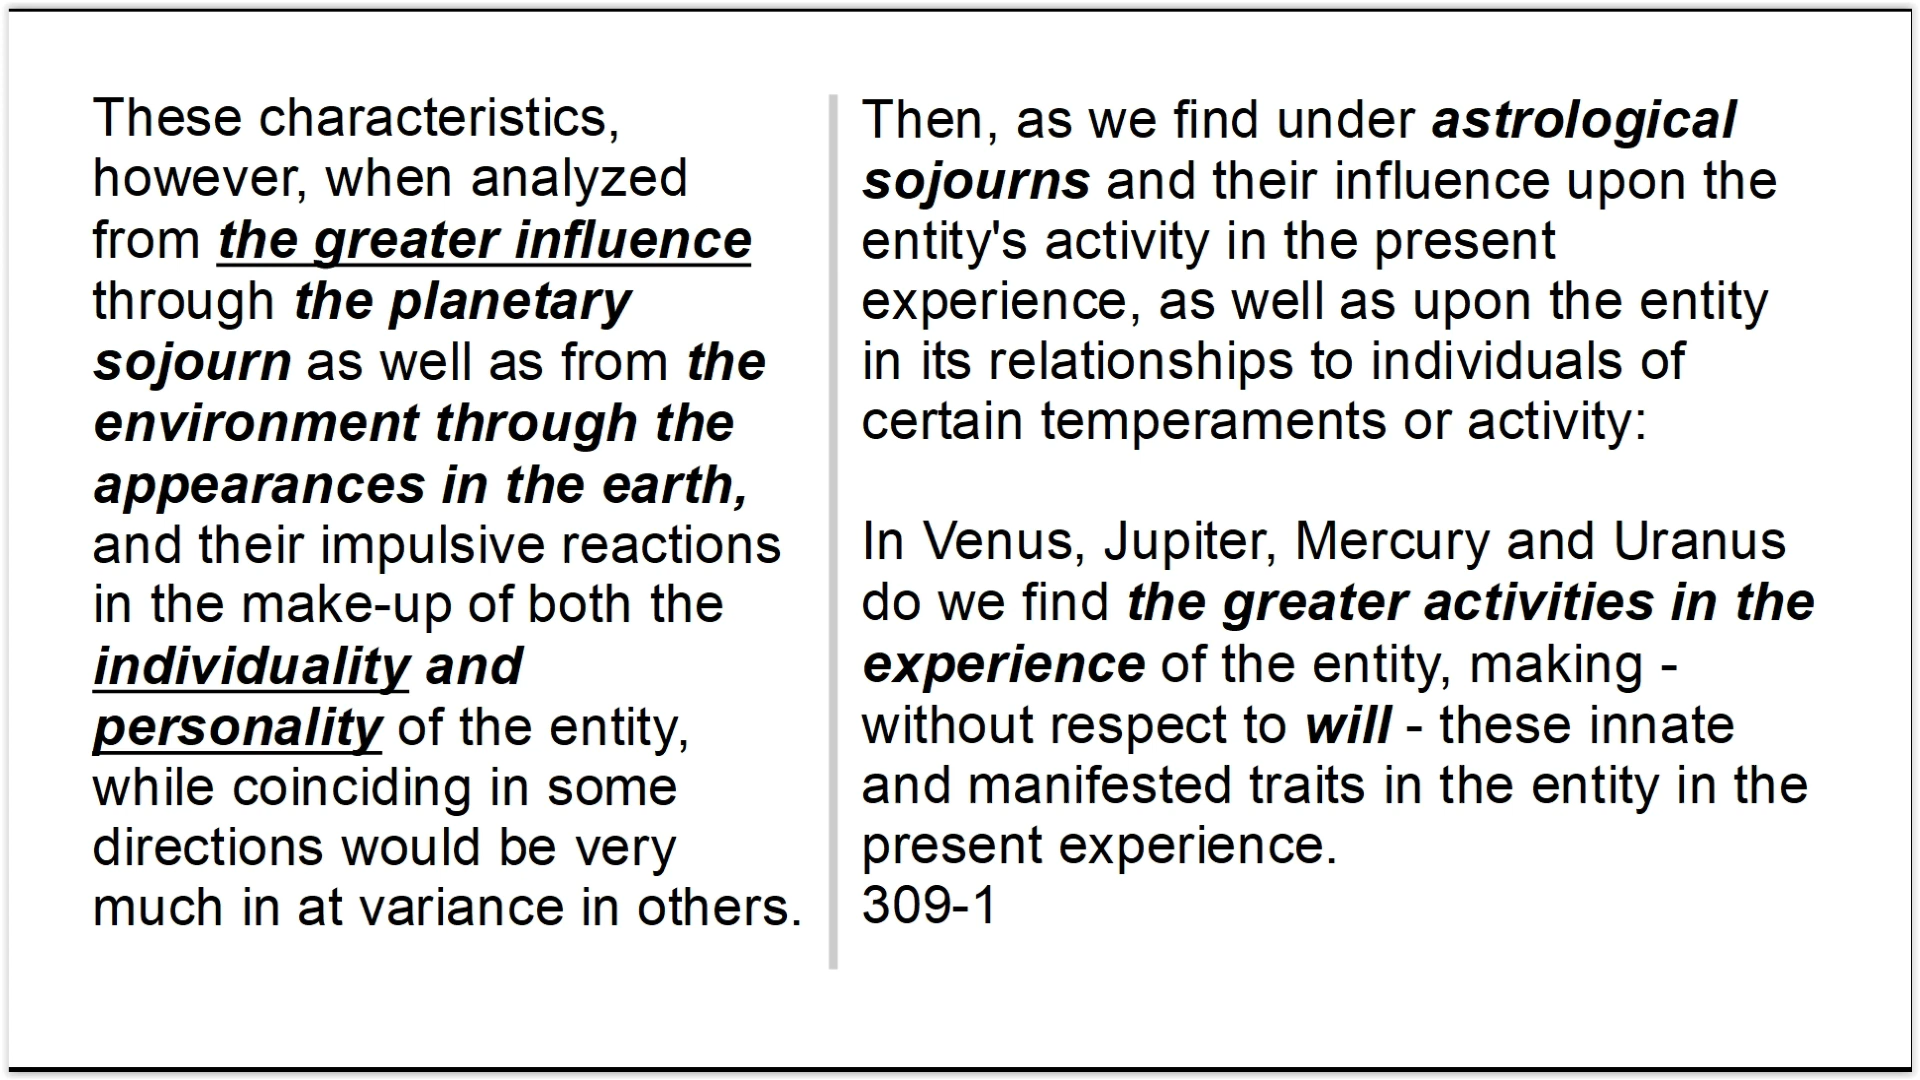 These characteristics,
however, when analyzed
from the greater influence
through the planetary
sojourn as well as from the
environment through the
appearances in the earth,
and their impulsive reactions
in the make-up of both the
individuality and
personality of the entity,
while coinciding in some
directions would be very
much in at variance in others.
Then, as we find under astrological
sojourns and their influence upon the
entity's activity in the present
experience, as well as upon the entity
in its relationships to individuals of
certain temperaments or activity:
In Venus, Jupiter, Mercury and Uranus
do we find the greater activities in the
experience of the entity, making -
without respect to will - these innate
and manifested traits in the entity in the
present experience.
309-1